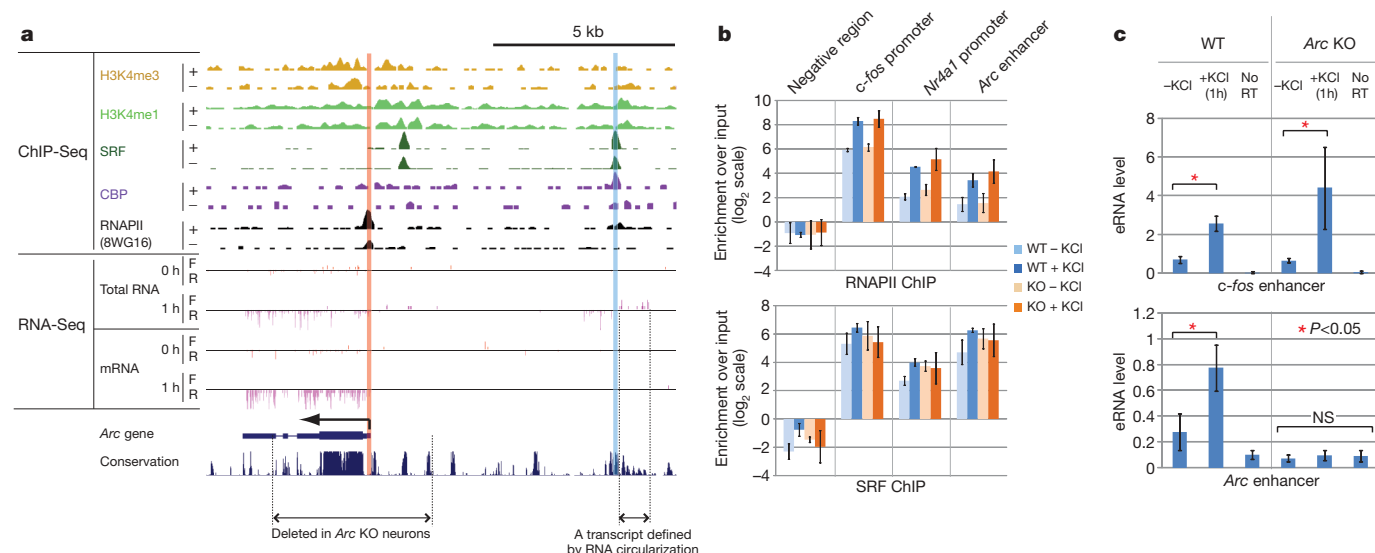 a
5 kb
ChIP-Seq
H3K4me3
+
–
H3K4me1
+
–
SRF
+
–
CBP
+
–
RNAPII
(8WG16)
+
–
RNA-Seq
Total RNA
0 h
F
R
1 h
F
R
mRNA
0 h
F
R
1 h
F
R
Arc gene
Conservation
Deleted in Arc KO neurons
A transcript defined
by RNA circularization
b
Negative region
c-fos promoter
Nr4a1 promoter
Arc enhancer
Enrichment over input
(log2 scale)
10
8
6
4
2
0
–2
–4
RNAPII ChIP
WT – KCl
WT + KCl
KO – KCl
KO + KCl
Enrichment over input
(log2 scale)
8
6
4
2
0
–2
–4
SRF ChIP
c
WT
Arc KO
–KCl
+KCl
(1h)
No
RT
–KCl
+KCl
(1h)
No
RT
eRNA level
8
6
4
2
0
*
*
c-fos enhancer
eRNA level
1.2
1
0.8
0.6
0.4
0.2
0
*
* P<0.05
NS
Arc enhancer